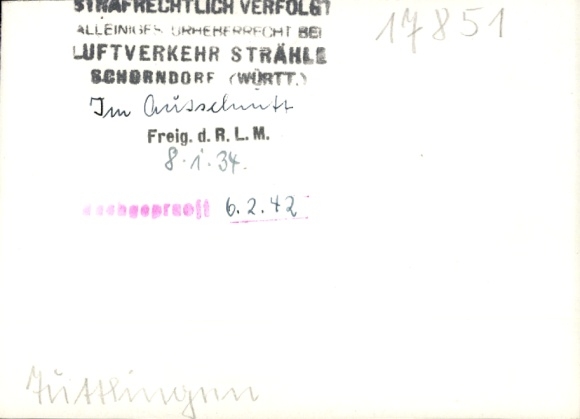 STRAFRECHTLICH VERFOLGT
17851
ALLEINIGES URHEBERRECHT BEI
LUFTVERKEHR STRÄHLE
SCHORNDORF (WÜRTT.)
Im Ausschnitt
Freig. d. R. L. M.
8.1.34.
nachgeprueft 6.2.42
Tuttlingen